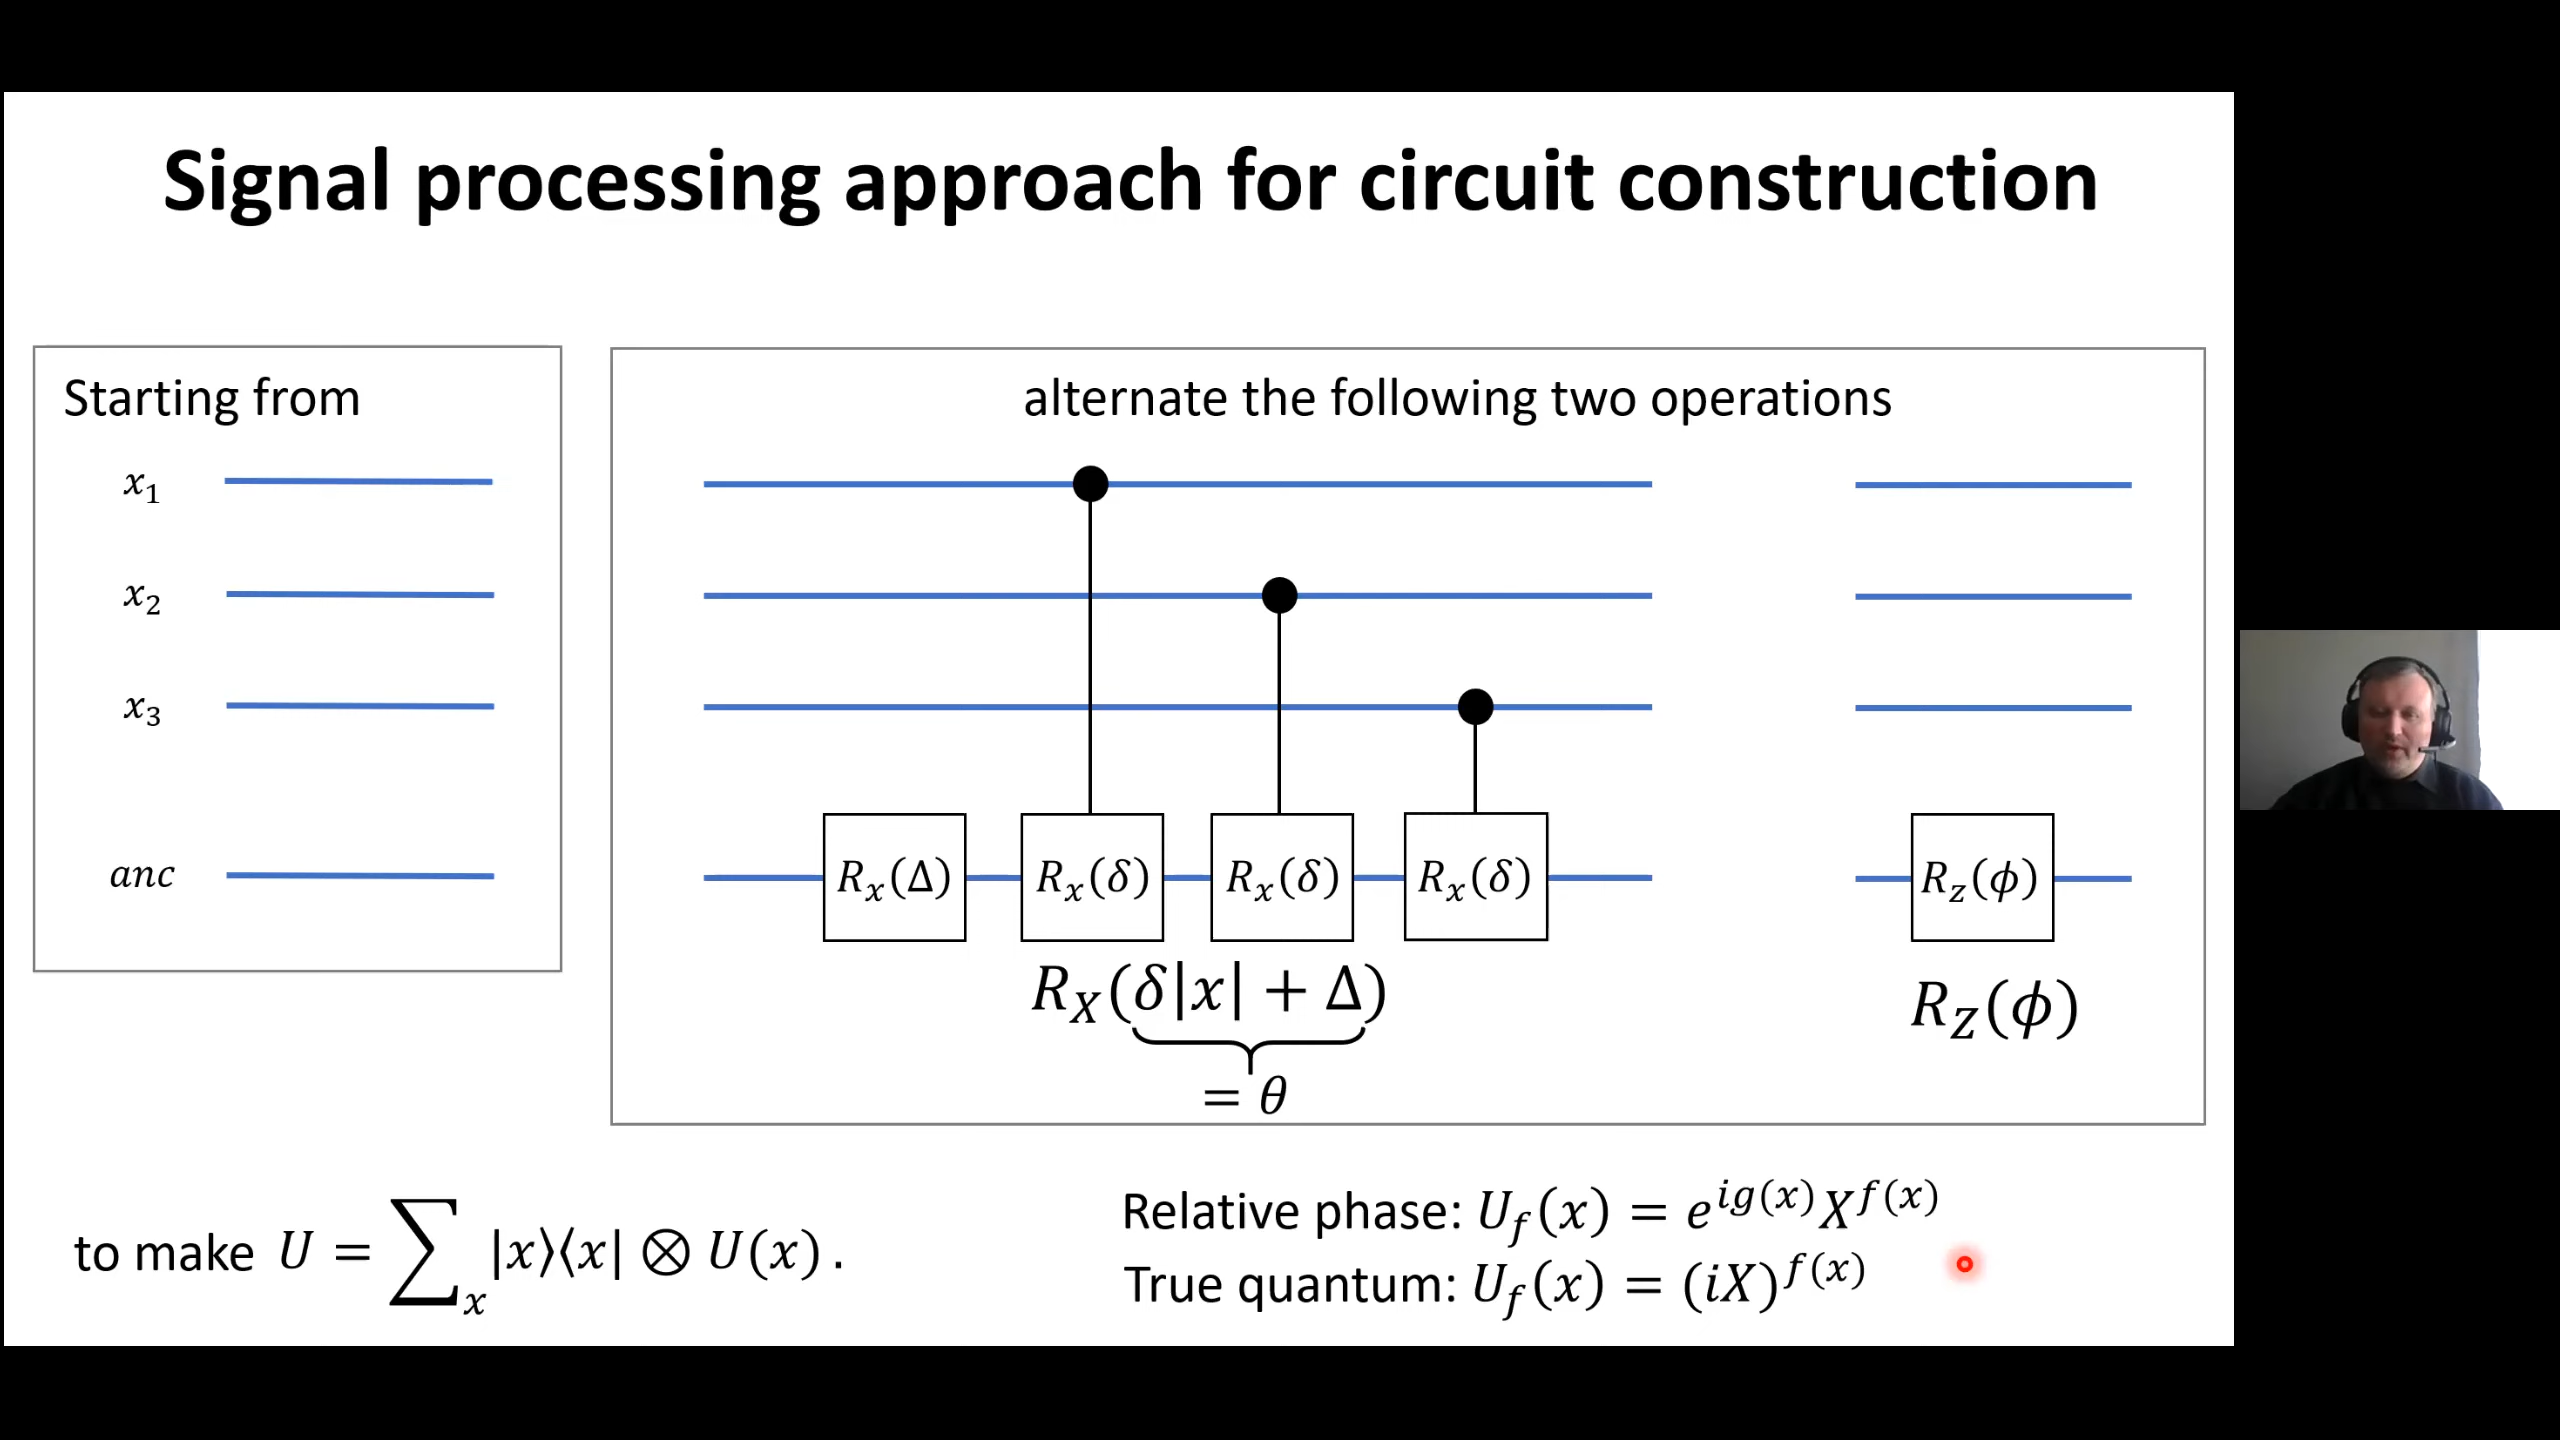 Signal processing approach for circuit construction
Starting from
x₁
x₂
x₃
anc
alternate the following two operations
Rₓ(Δ) Rₓ(δ) Rₓ(δ) Rₓ(δ) R_z(ϕ)
R_X(δ|x| + Δ)
= θ
R_Z(ϕ)
to make U = ∑ₓ |x⟩⟨x| ⊗ U(x) .
Relative phase: U_f(x) = e^{ig(x)} X^{f(x)}
True quantum: U_f(x) = (iX)^{f(x)}